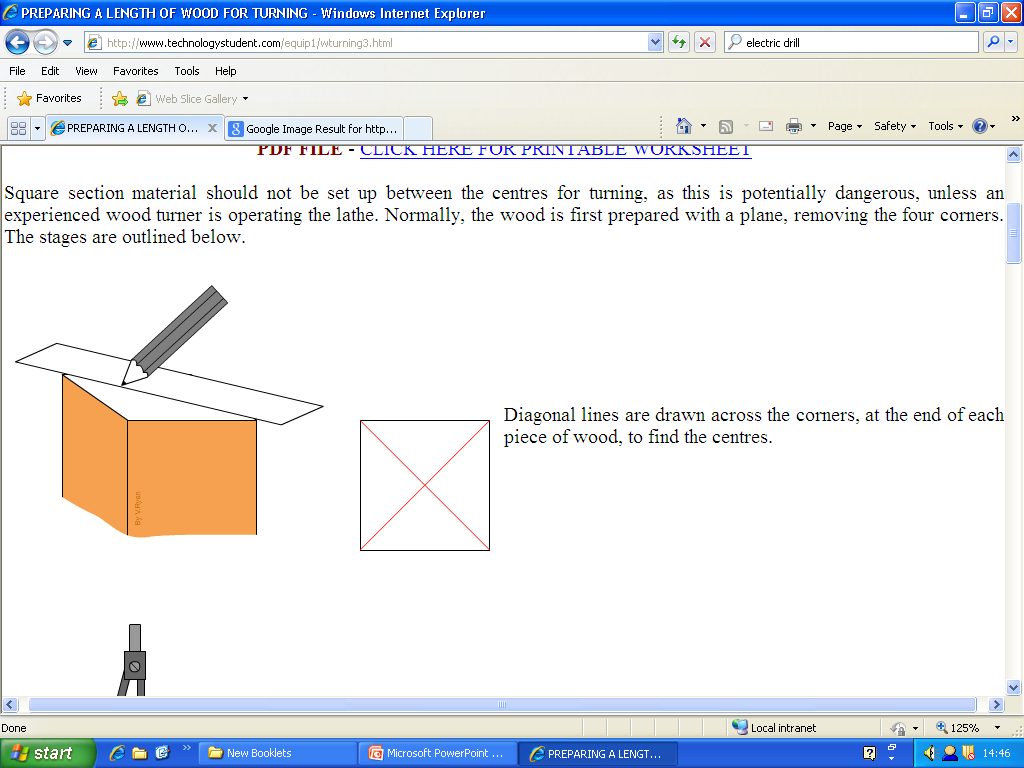 PREPARING A LENGTH OF WOOD FOR TURNING - Windows Internet Explorer
http://www.technologystudent.com/equip1/wturning3.html
electric drill
File Edit View Favorites Tools Help
Favorites Web Slice Gallery
PREPARING A LENGTH O... Google Image Result for http...
Page Safety Tools
PDF FILE - CLICK HERE FOR PRINTABLE WORKSHEET
Square section material should not be set up between the centres for turning, as this is potentially dangerous, unless an
experienced wood turner is operating the lathe. Normally, the wood is first prepared with a plane, removing the four corners.
The stages are outlined below.
Diagonal lines are drawn across the corners, at the end of each
piece of wood, to find the centres.
By V.Ryan
Done Local intranet 125%
start New Booklets Microsoft PowerPoint ... PREPARING A LENGT... 14:46